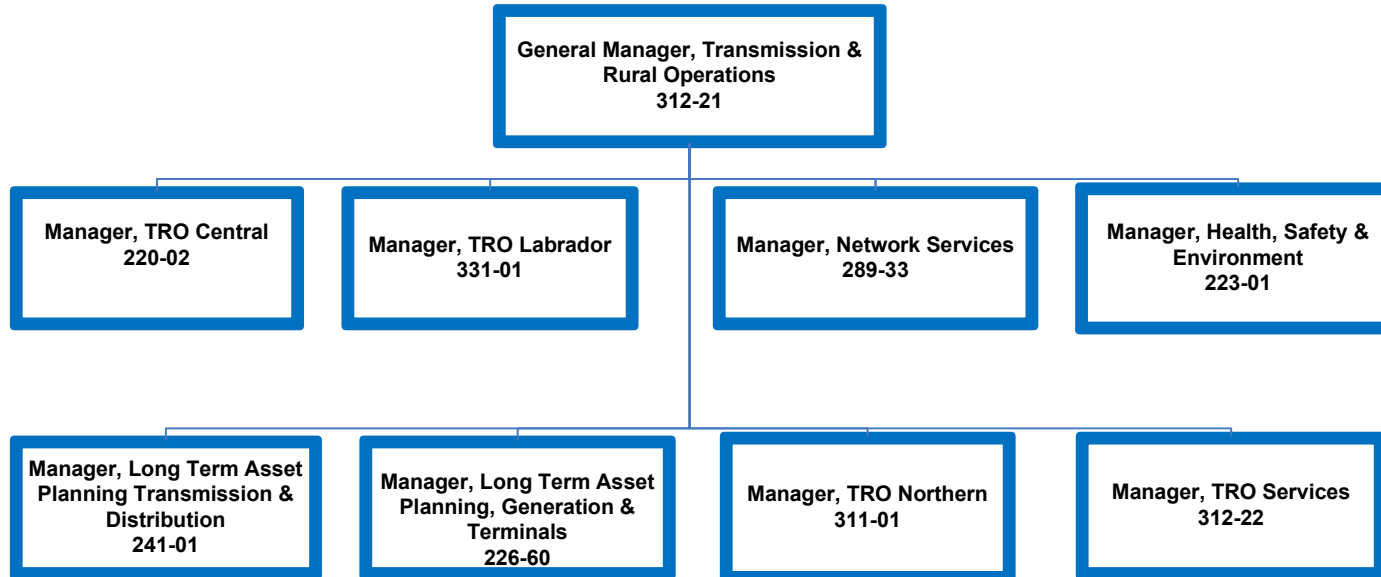 General Manager, Transmission &
Rural Operations
312-21
Manager, TRO Central
220-02
Manager, TRO Labrador
331-01
Manager, Network Services
289-33
Manager, Health, Safety &
Environment
223-01
Manager, Long Term Asset
Planning Transmission &
Distribution
241-01
Manager, Long Term Asset
Planning, Generation &
Terminals
226-60
Manager, TRO Northern
311-01
Manager, TRO Services
312-22